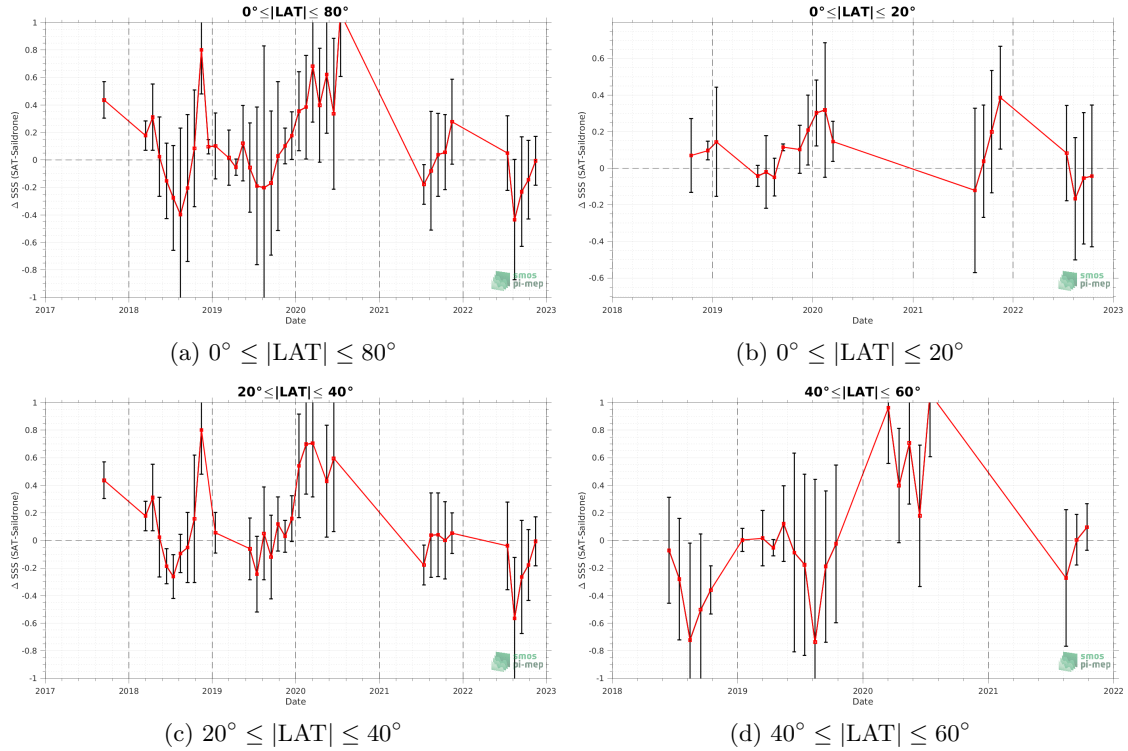 0°≤|LAT|≤ 80°
1
0.8
0.6
0.4
0.2
0
-0.2
-0.4
-0.6
-0.8
-1
Δ SSS (SAT-Saildrone)
2017 2018 2019 2020 2021 2022 2023
Date
smos
pi-mep
(a) 0° ≤ |LAT| ≤ 80°
0°≤|LAT|≤ 20°
0.6
0.4
0.2
0
-0.2
-0.4
-0.6
Δ SSS (SAT-Saildrone)
2018 2019 2020 2021 2022 2023
Date
smos
pi-mep
(b) 0° ≤ |LAT| ≤ 20°
20°≤|LAT|≤ 40°
1
0.8
0.6
0.4
0.2
0
-0.2
-0.4
-0.6
-0.8
-1
Δ SSS (SAT-Saildrone)
2017 2018 2019 2020 2021 2022 2023
Date
smos
pi-mep
(c) 20° ≤ |LAT| ≤ 40°
40°≤|LAT|≤ 60°
1
0.8
0.6
0.4
0.2
0
-0.2
-0.4
-0.6
-0.8
-1
Δ SSS (SAT-Saildrone)
2018 2019 2020 2021 2022
Date
smos
pi-mep
(d) 40° ≤ |LAT| ≤ 60°